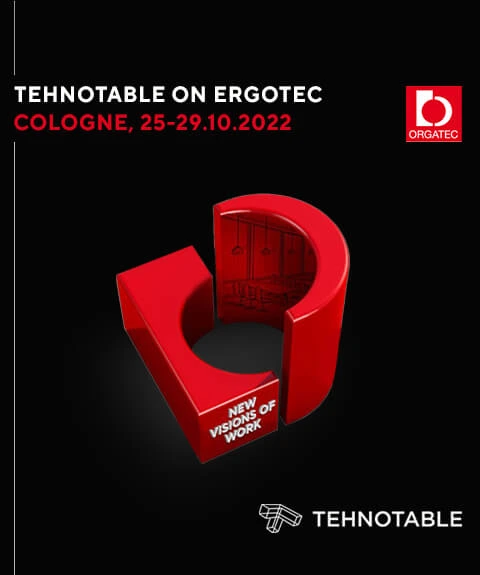 TEHNOTABLE ON ERGOTEC
COLOGNE, 25-29.10.2022
ORGATEC
NEW
VISIONS OF
WORK
TEHNOTABLE